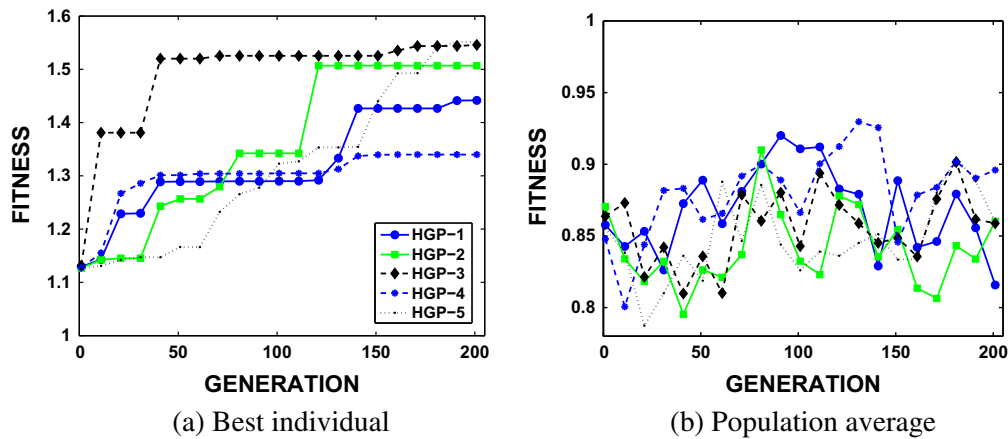 1.6
1.5
1.4
1.3
1.2
1.1
1
FITNESS
0 50 100 150 200
GENERATION
HGP-1
HGP-2
HGP-3
HGP-4
HGP-5
(a) Best individual
1
0.95
0.9
0.85
0.8
FITNESS
0 50 100 150 200
GENERATION
(b) Population average